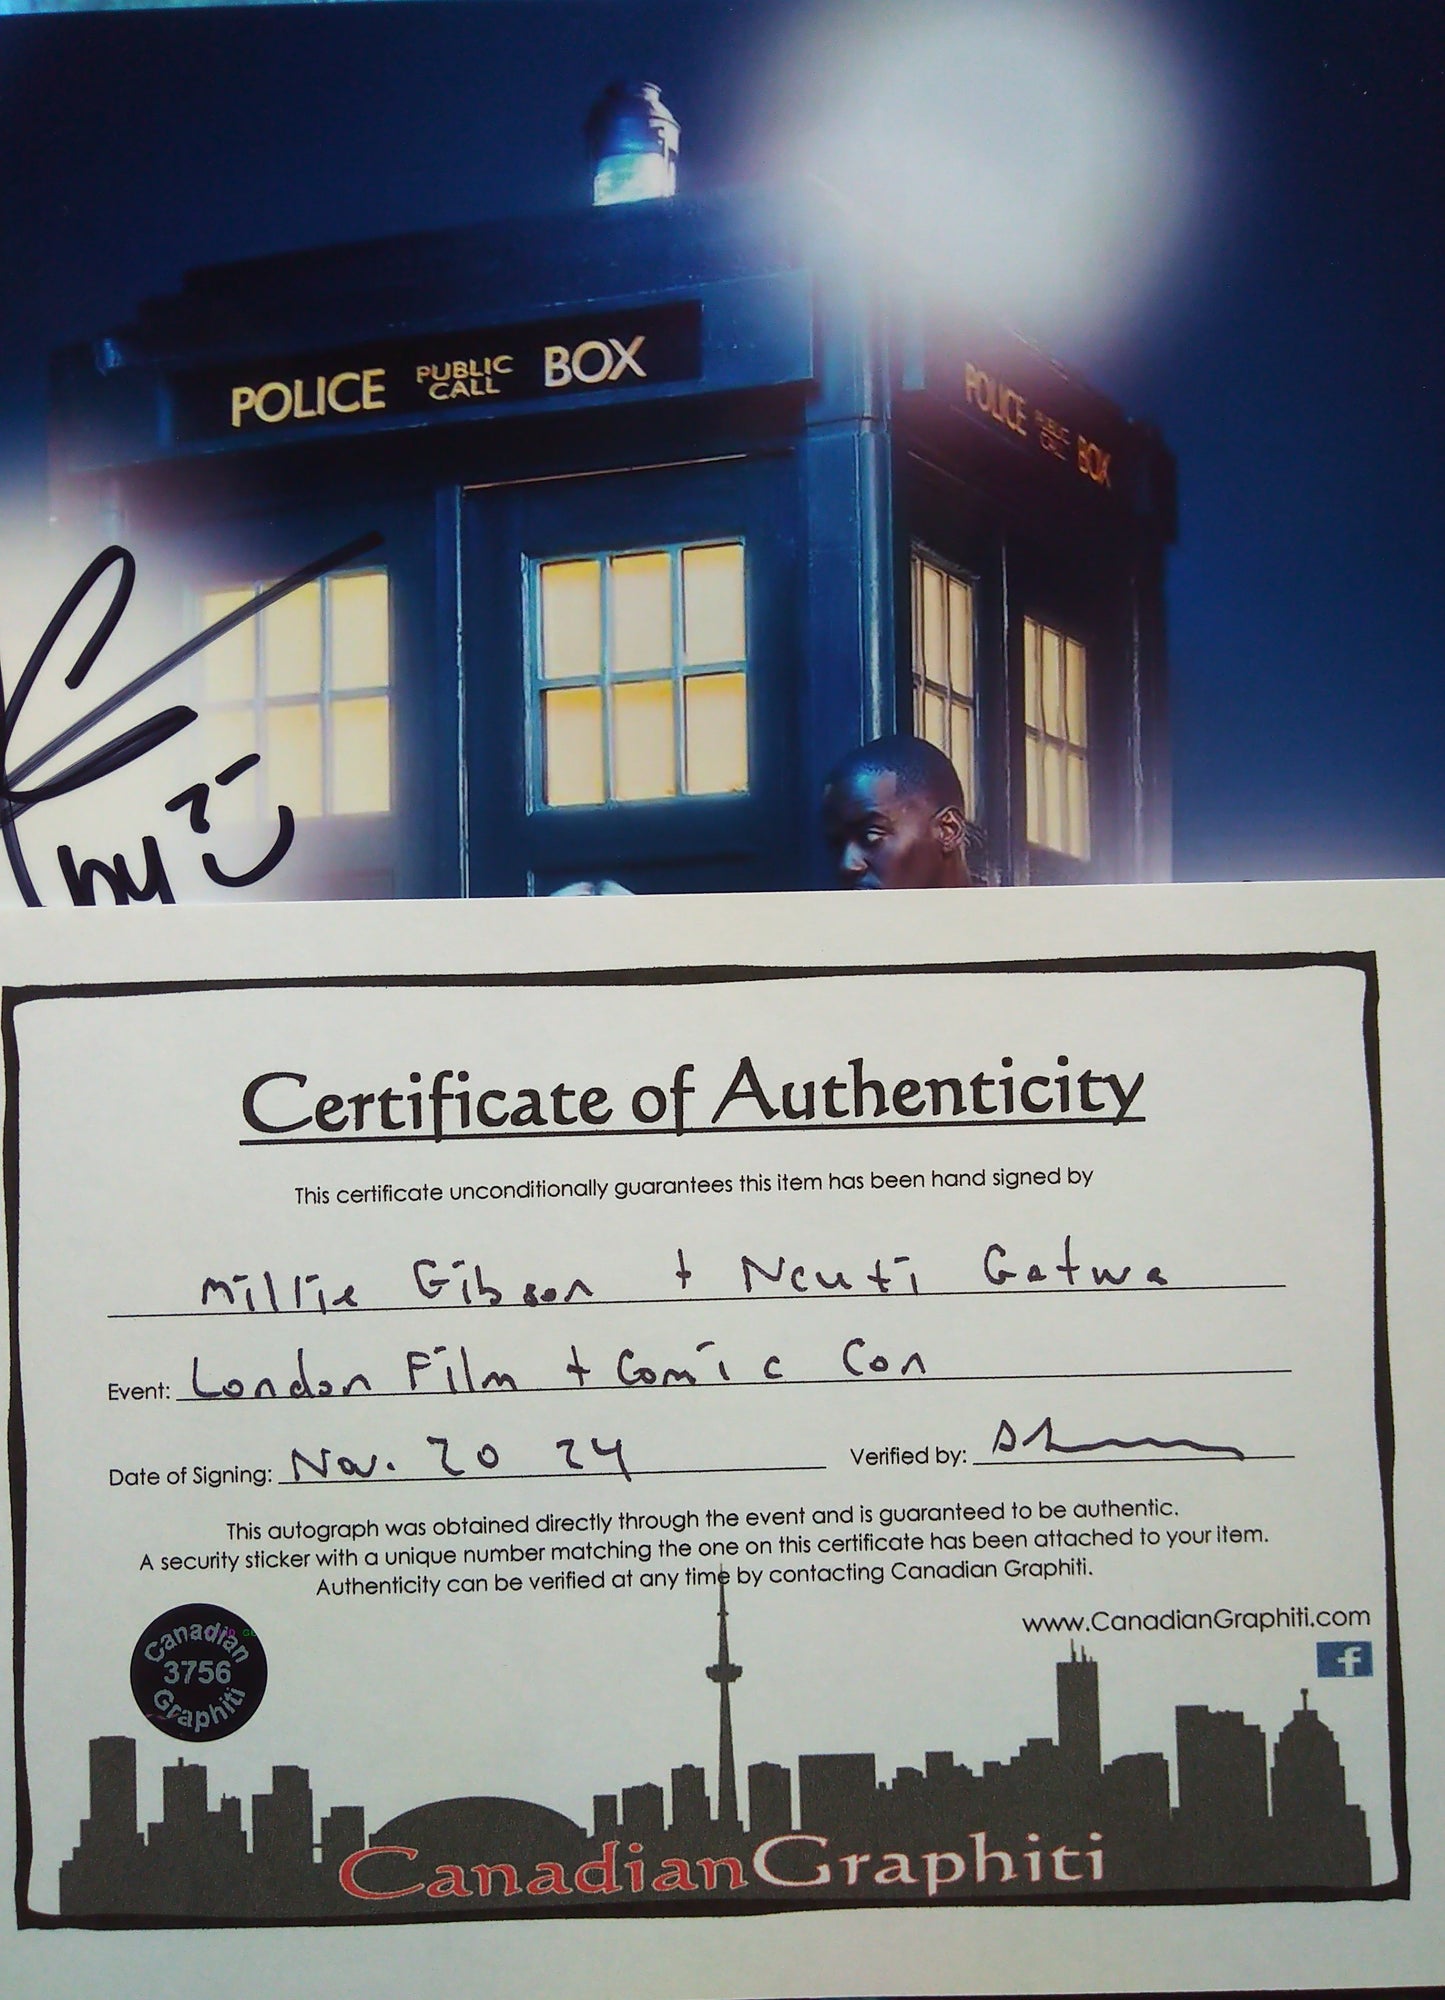 POLICE PUBLIC CALL BOX
POLICE PUBLIC CALL BOX
Certificate of Authenticity
This certificate unconditionally guarantees this item has been hand signed by
Millie Gibson + Ncuti Gatwa
Event: London Film + Comic Con
Date of Signing: Nov. 20 24
Verified by:
This autograph was obtained directly through the event and is guaranteed to be authentic.
A security sticker with a unique number matching the one on this certificate has been attached to your item.
Authenticity can be verified at any time by contacting Canadian Graphiti.
www.CanadianGraphiti.com
f
Canadian
3756
Graphiti
CanadianGraphiti